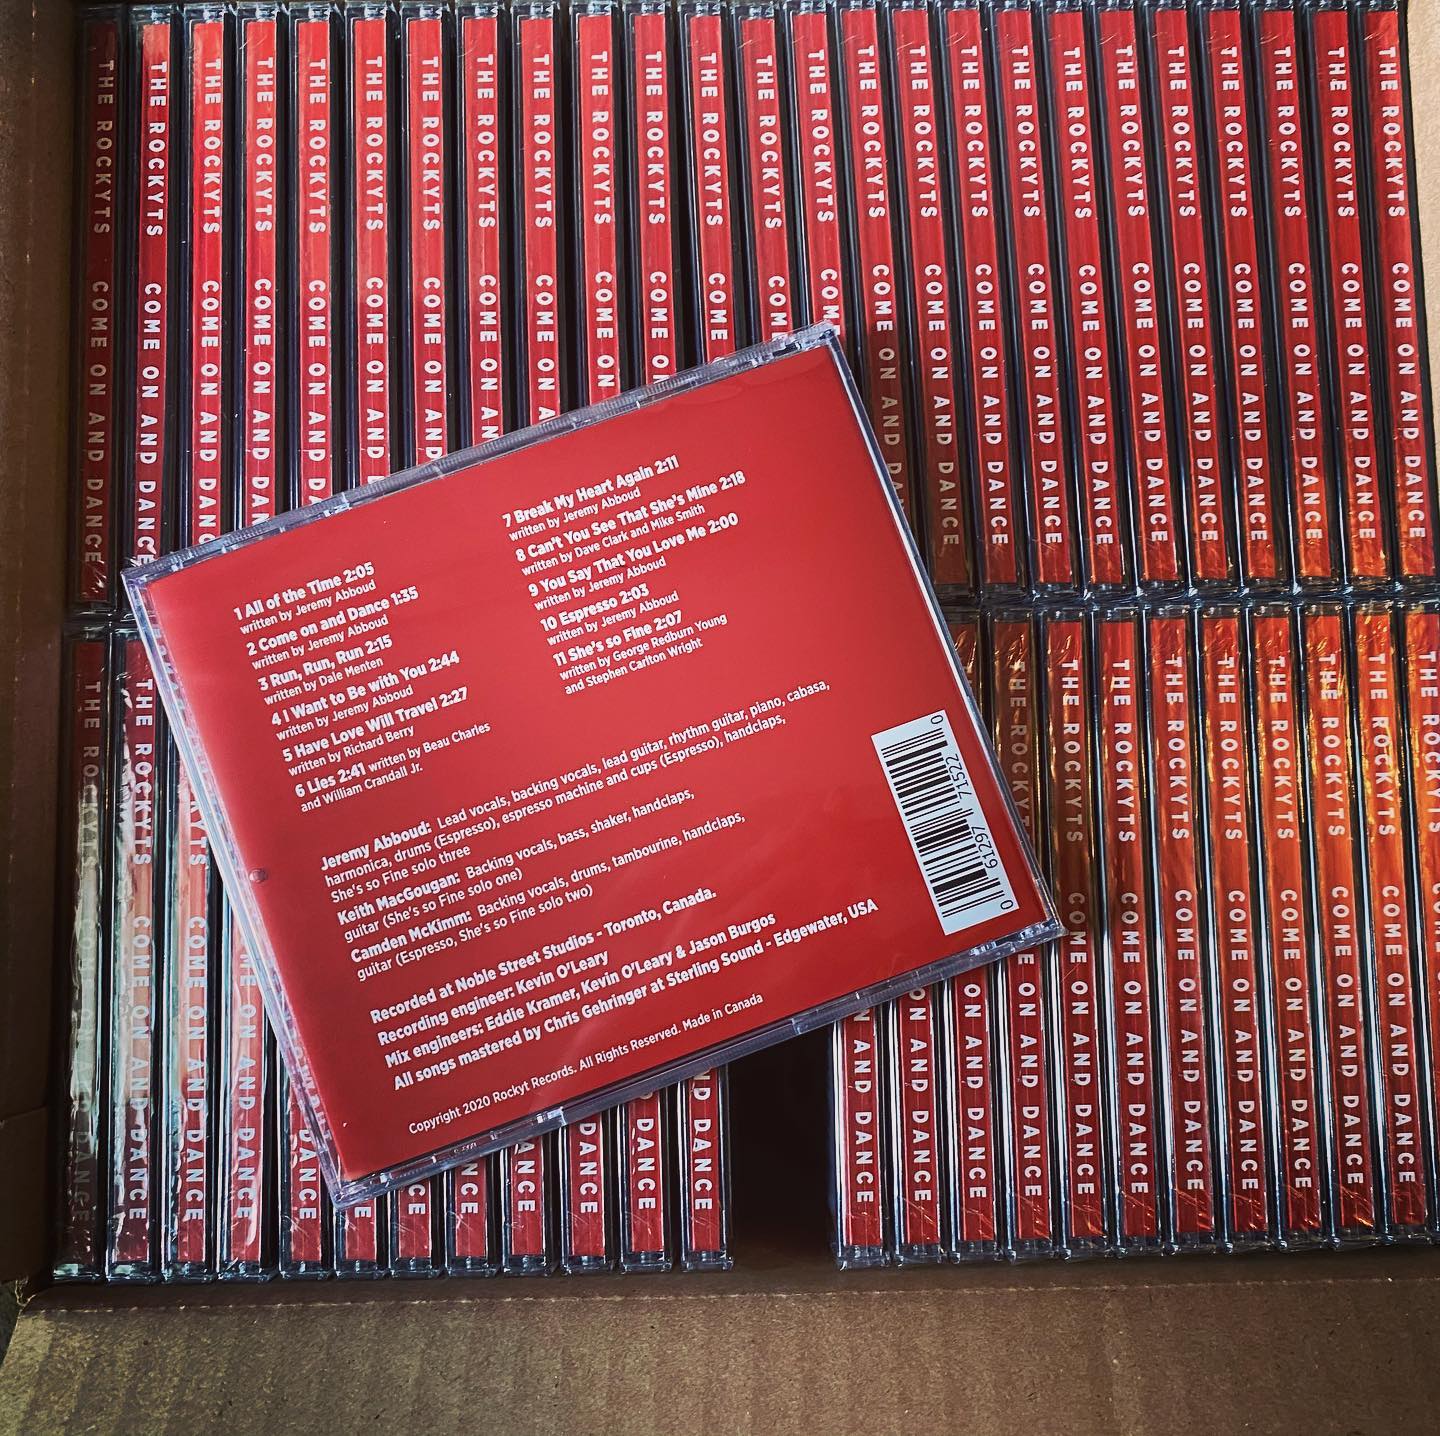 THE ROCKYTS COME ON AND DANCE
1 All of the Time 2:05
written by Jeremy Abboud
2 Come on and Dance 1:35
written by Jeremy Abboud
3 Run, Run, Run 2:15
written by Dale Menten
4 I Want to Be with You 2:44
written by Jeremy Abboud
5 Have Love Will Travel 2:27
written by Richard Berry
6 Lies 2:41 written by Beau Charles
and William Crandall Jr.
7 Break My Heart Again 2:11
written by Jeremy Abboud
8 Can't You See That She's Mine 2:18
written by Dave Clark and Mike Smith
9 You Say That You Love Me 2:00
written by Jeremy Abboud
10 Espresso 2:03
written by Jeremy Abboud
11 She's so Fine 2:07
written by George Redburn Young
and Stephen Carlton Wright
Jeremy Abboud: Lead vocals, backing vocals, lead guitar, rhythm guitar, piano, cabasa,
harmonica, drums (Espresso), espresso machine and cups (Espresso), handclaps,
She's so Fine solo three
Keith MacGougan: Backing vocals, bass, shaker, handclaps,
guitar (She's so Fine solo one)
Camden McKimm: Backing vocals, drums, tambourine, handclaps,
guitar (Espresso, She's so Fine solo two)
Recorded at Noble Street Studios - Toronto, Canada.
Recording engineer: Kevin O'Leary
Mix engineers: Eddie Kramer, Kevin O'Leary & Jason Burgos
All songs mastered by Chris Gehringer at Sterling Sound - Edgewater, USA
Copyright 2020 Rockyt Records. All Rights Reserved. Made in Canada
0 61297 71522 0